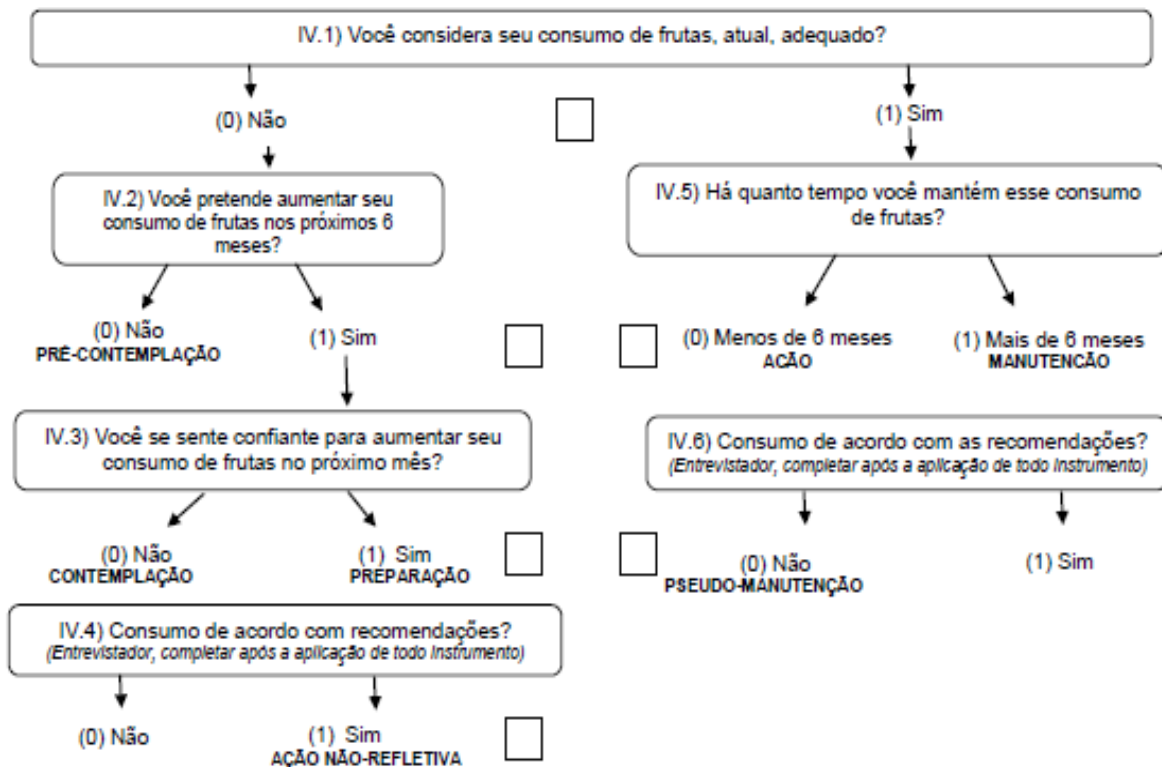 IV.1) Você considera seu consumo de frutas, atual, adequado?
(0) Não
(1) Sim
IV.2) Você pretende aumentar seu
consumo de frutas nos próximos 6
meses?
(0) Não
PRÉ-CONTEMPLAÇÃO
(1) Sim
IV.3) Você se sente confiante para aumentar seu
consumo de frutas no próximo mês?
(0) Não
CONTEMPLAÇÃO
(1) Sim
PREPARAÇÃO
IV.4) Consumo de acordo com recomendações?
(Entrevistador, completar após a aplicação de todo Instrumento)
(0) Não
(1) Sim
AÇÃO NÃO-REFLETIVA
IV.5) Há quanto tempo você mantém esse consumo
de frutas?
(0) Menos de 6 meses
AÇÃO
(1) Mais de 6 meses
MANUTENCÃO
IV.6) Consumo de acordo com as recomendações?
(Entrevistador, completar após a aplicação de todo Instrumento)
(0) Não
PSEUDO-MANUTENÇÃO
(1) Sim